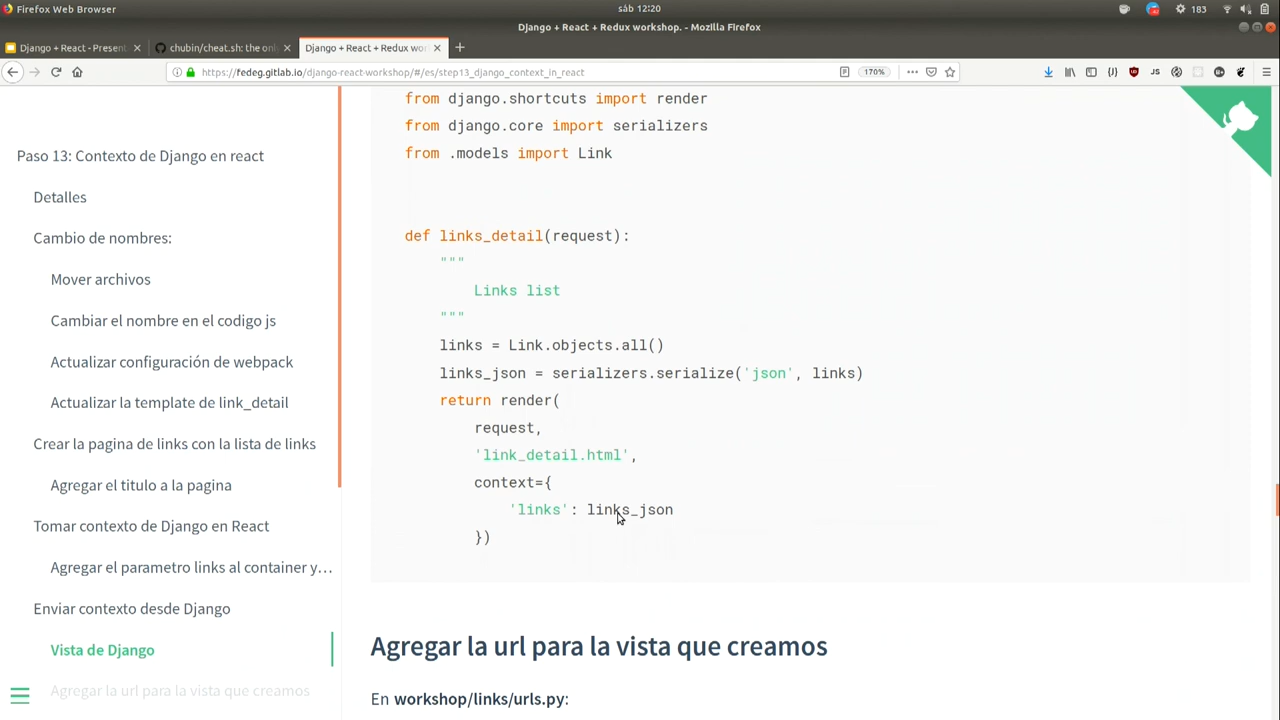 Firefox Web Browser
sáb 12:20
183
Django + React + Redux workshop. - Mozilla Firefox
Django + React - Present
chubin/cheat.sh: the onl
Django + React + Redux wor
https://fedeg.gitlab.io/django-react-workshop/#/es/step13_django_context_in_react
170%
JS
Paso 13: Contexto de Django en react
Detalles
Cambio de nombres:
Mover archivos
Cambiar el nombre en el codigo js
Actualizar configuración de webpack
Actualizar la template de link_detail
Crear la pagina de links con la lista de links
Agregar el titulo a la pagina
Tomar contexto de Django en React
Agregar el parametro links al container y…
Enviar contexto desde Django
Vista de Django
Agregar la url para la vista que creamos
from django.shortcuts import render
from django.core import serializers
from .models import Link
def links_detail(request):
"""
Links list
"""
links = Link.objects.all()
links_json = serializers.serialize('json', links)
return render(
request,
'link_detail.html',
context={
'links': links_json
})
Agregar la url para la vista que creamos
En workshop/links/urls.py: